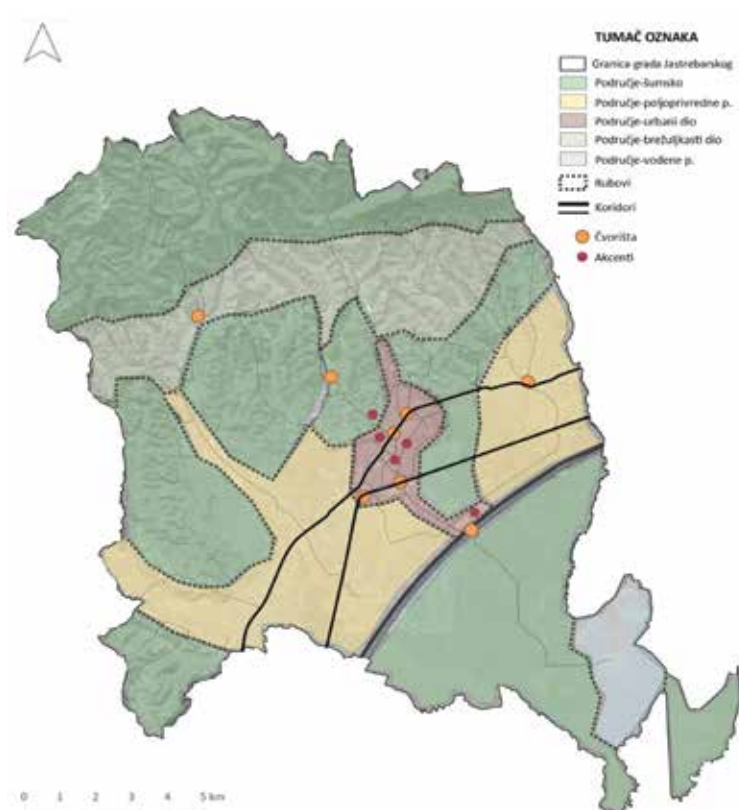 TUMAČ OZNAKA
Granica grada Jastrebarskog
Područje-šumsko
Područje-poljoprivredne p.
Područje-urbani dio
Područje-brežuljkasti dio
Područje-vodene p.
Rubovi
Koridori
Čvorišta
Akcenti
0 1 2 3 4 5 km